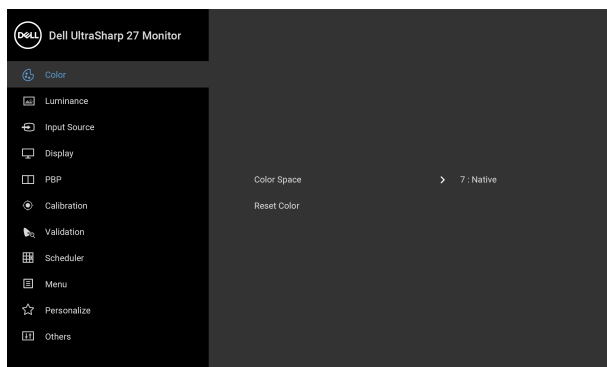 DELL Dell UltraSharp 27 Monitor
Color
Luminance
Input Source
Display
PBP Color Space 7 : Native
Calibration Reset Color
Validation
Scheduler
Menu
Personalize
Others